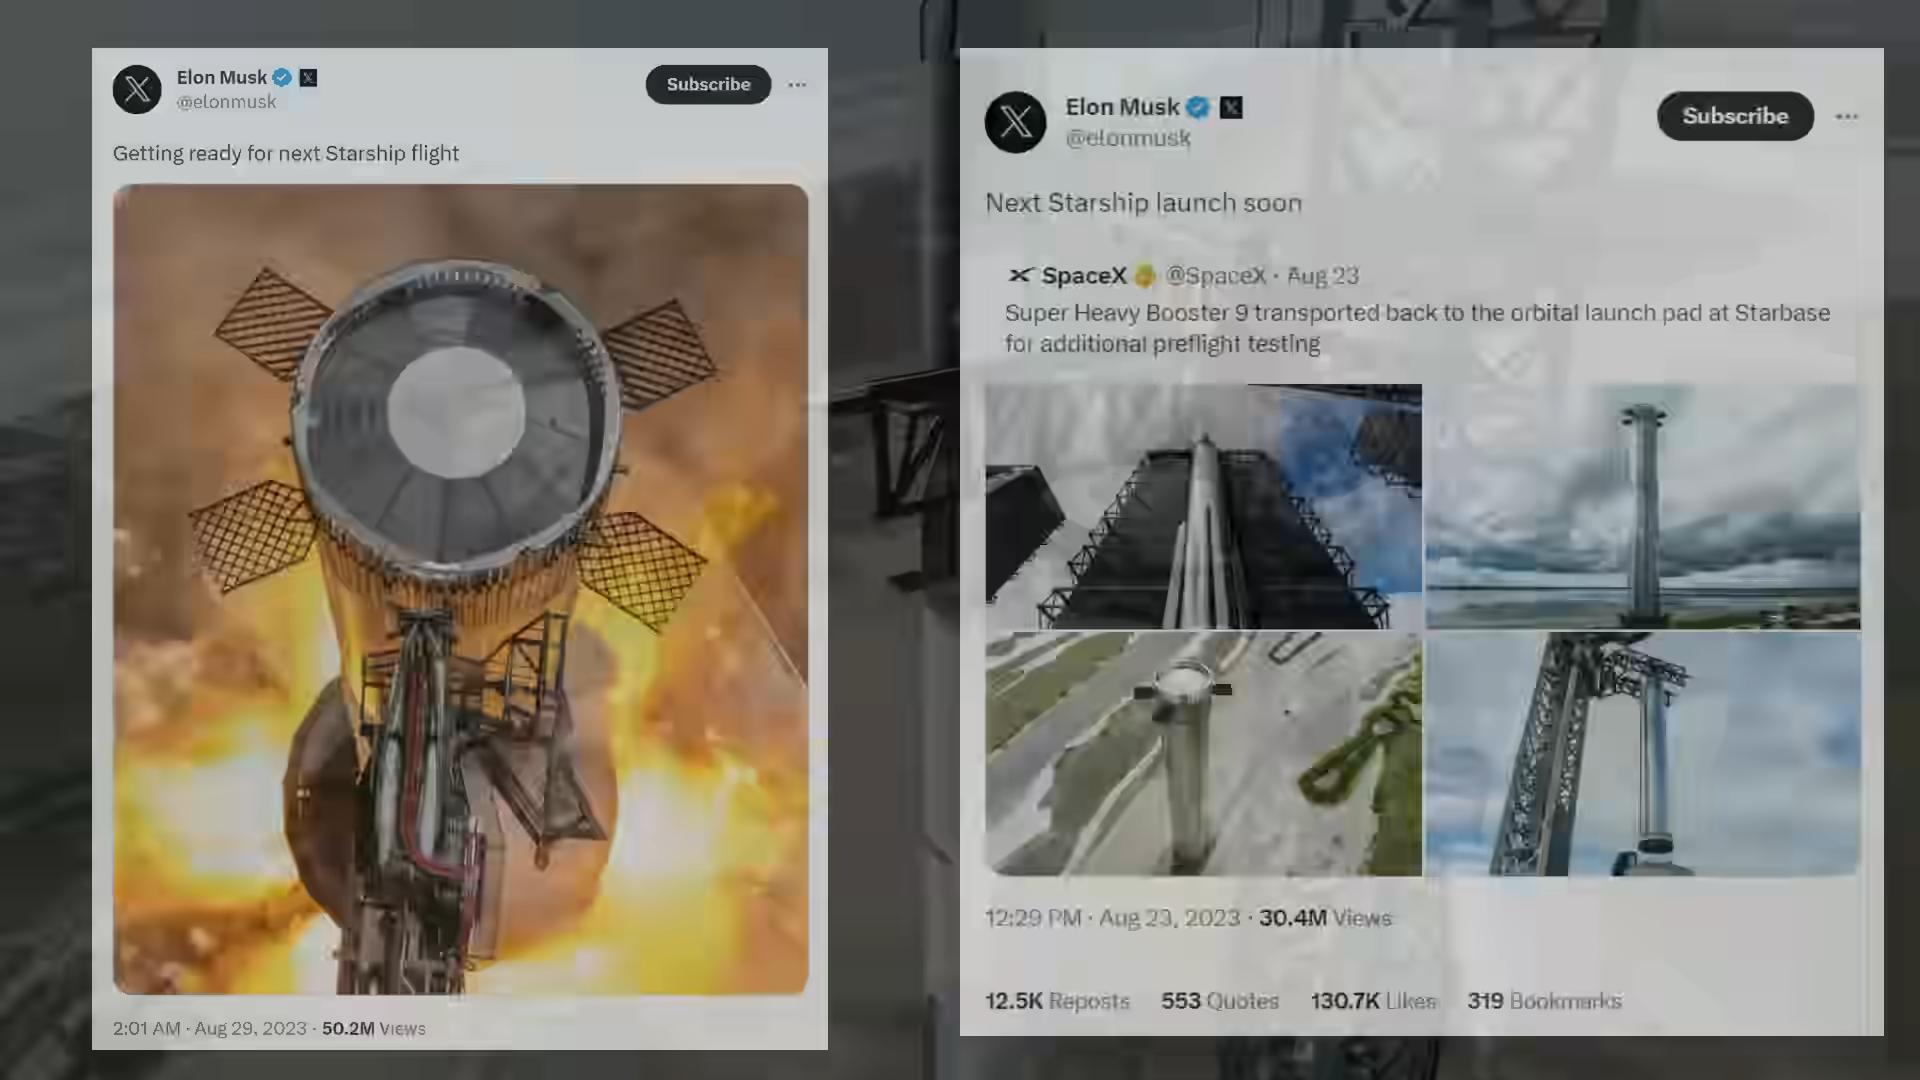 Elon Musk
@elonmusk
Subscribe
Getting ready for next Starship flight
2:01 AM · Aug 29, 2023 · 50.2M Views
Elon Musk
@elonmusk
Subscribe
Next Starship launch soon
SpaceX @SpaceX · Aug 23
Super Heavy Booster 9 transported back to the orbital launch pad at Starbase
for additional preflight testing
12:29 PM · Aug 23, 2023 · 30.4M Views
12.5K Reposts 553 Quotes 130.7K Likes 319 Bookmarks